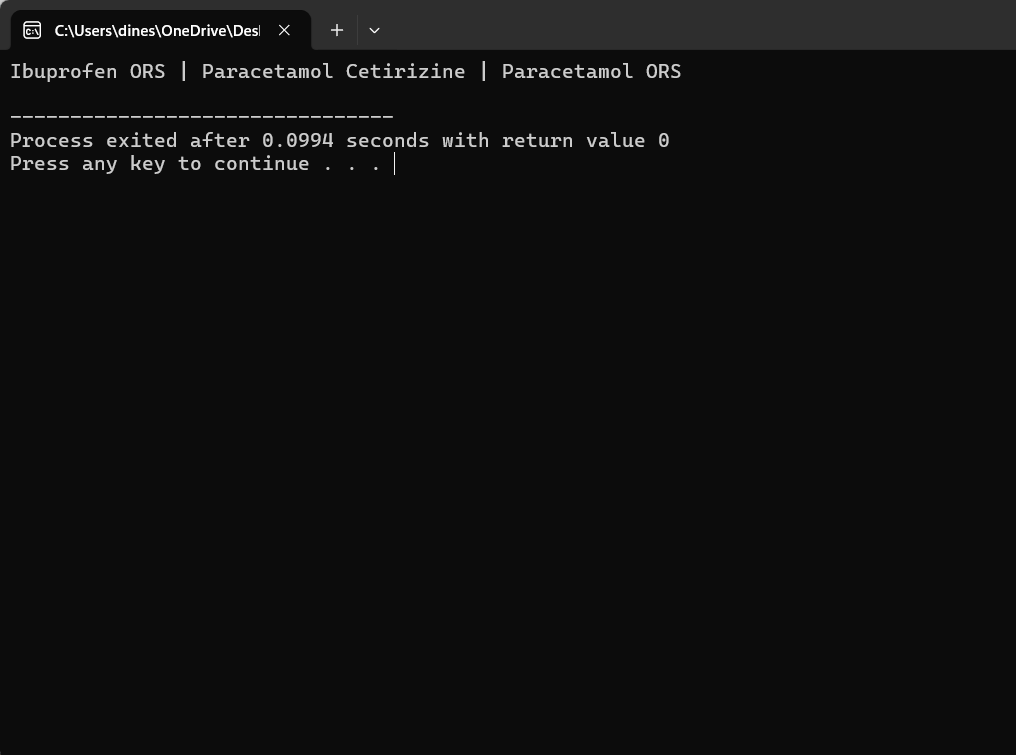 C:\Users\dines\OneDrive\Des
Ibuprofen ORS | Paracetamol Cetirizine | Paracetamol ORS
--------------------------------
Process exited after 0.0994 seconds with return value 0
Press any key to continue . . .